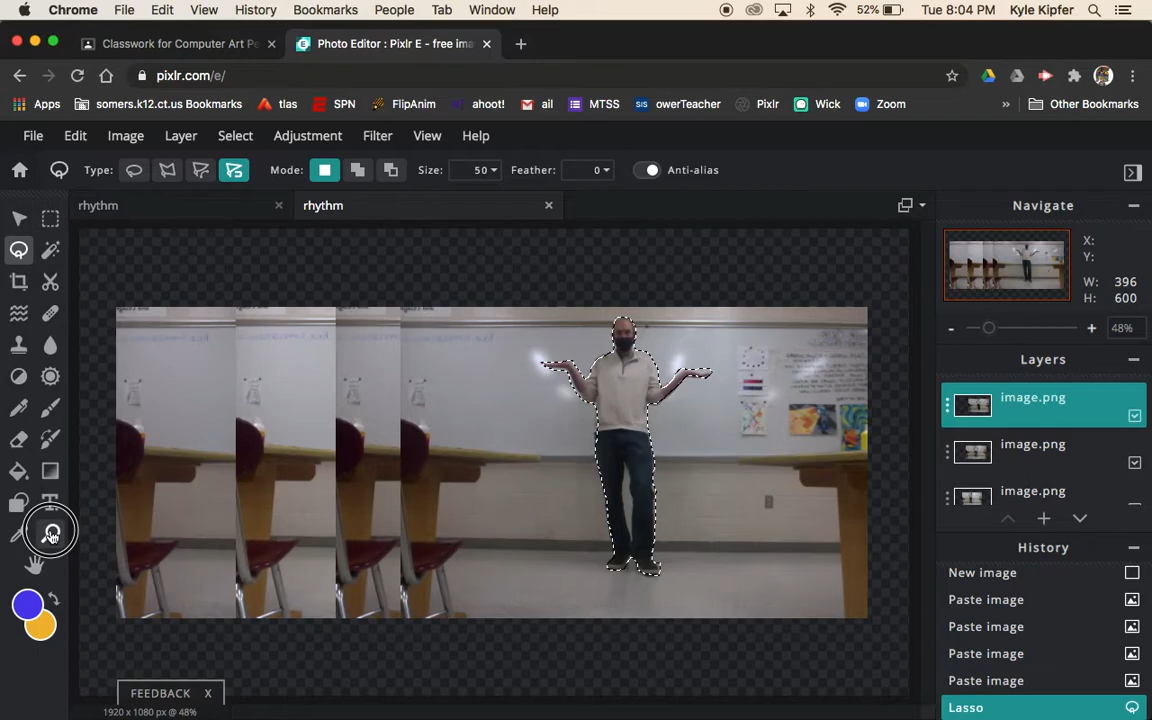 Chrome File Edit View History Bookmarks People Tab Window Help 52% Tue 8:04 PM Kyle Kipfer
Classwork for Computer Art Pe × Photo Editor : Pixlr E - free ima × +
pixlr.com/e/
Apps somers.k12.ct.us Bookmarks tlas SPN FlipAnim ahoot! ail MTSS SIS owerTeacher Pixlr Wick Zoom » Other Bookmarks
File Edit Image Layer Select Adjustment Filter View Help
Type: Mode: Size: 50 Feather: 0 Anti-alias
rhythm × rhythm ×
Navigate
X:
Y:
W: 396
H: 600
- + 48%
Layers
image.png
image.png
image.png
History
New image
Paste image
Paste image
Paste image
Paste image
Lasso
FEEDBACK X
1920 x 1080 px @ 48%